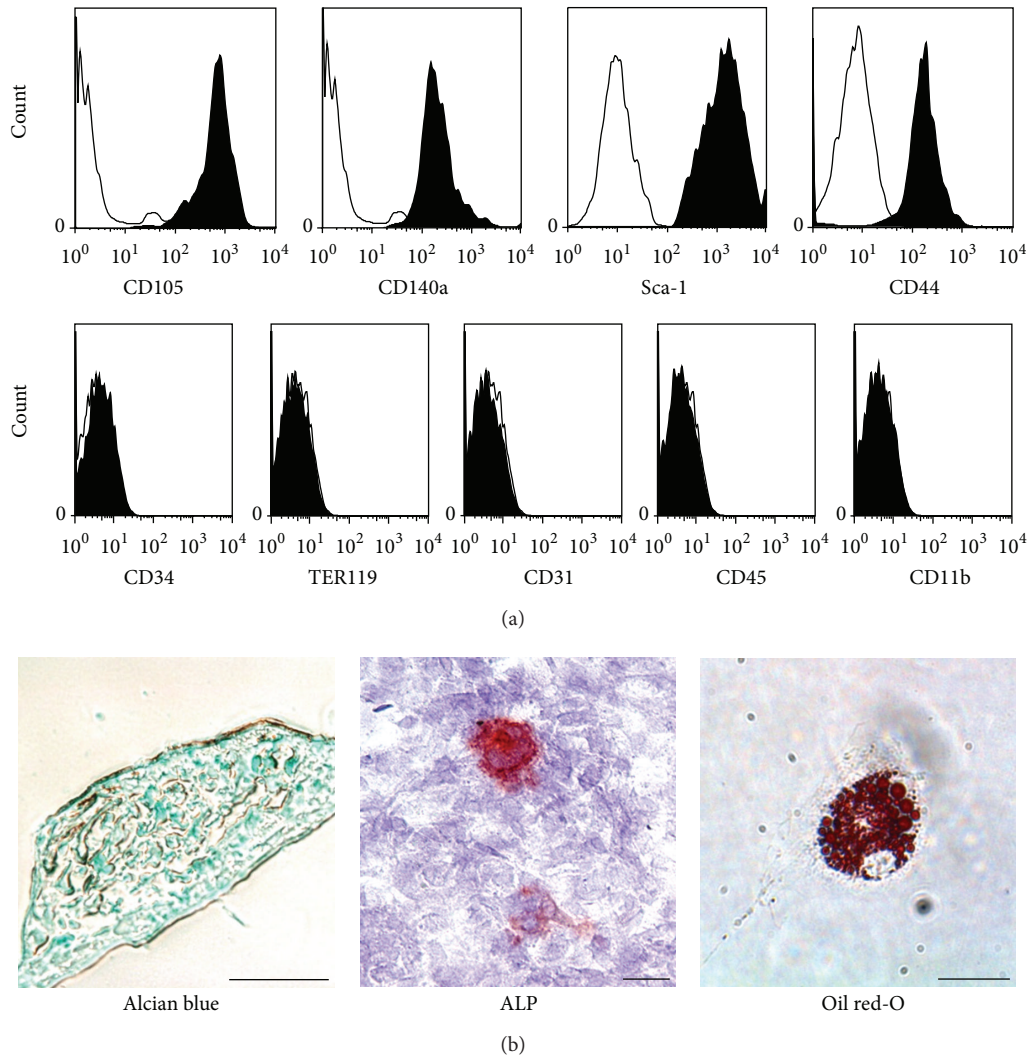 Count
0 0 0 0
10⁰ 10¹ 10² 10³ 10⁴ 10⁰ 10¹ 10² 10³ 10⁴ 10⁰ 10¹ 10² 10³ 10⁴ 10⁰ 10¹ 10² 10³ 10⁴
CD105 CD140a Sca-1 CD44
Count
0 0 0 0 0
10⁰ 10¹ 10² 10³ 10⁴ 10⁰ 10¹ 10² 10³ 10⁴ 10⁰ 10¹ 10² 10³ 10⁴ 10⁰ 10¹ 10² 10³ 10⁴ 10⁰ 10¹ 10² 10³ 10⁴
CD34 TER119 CD31 CD45 CD11b
(a)
Alcian blue ALP Oil red-O
(b)